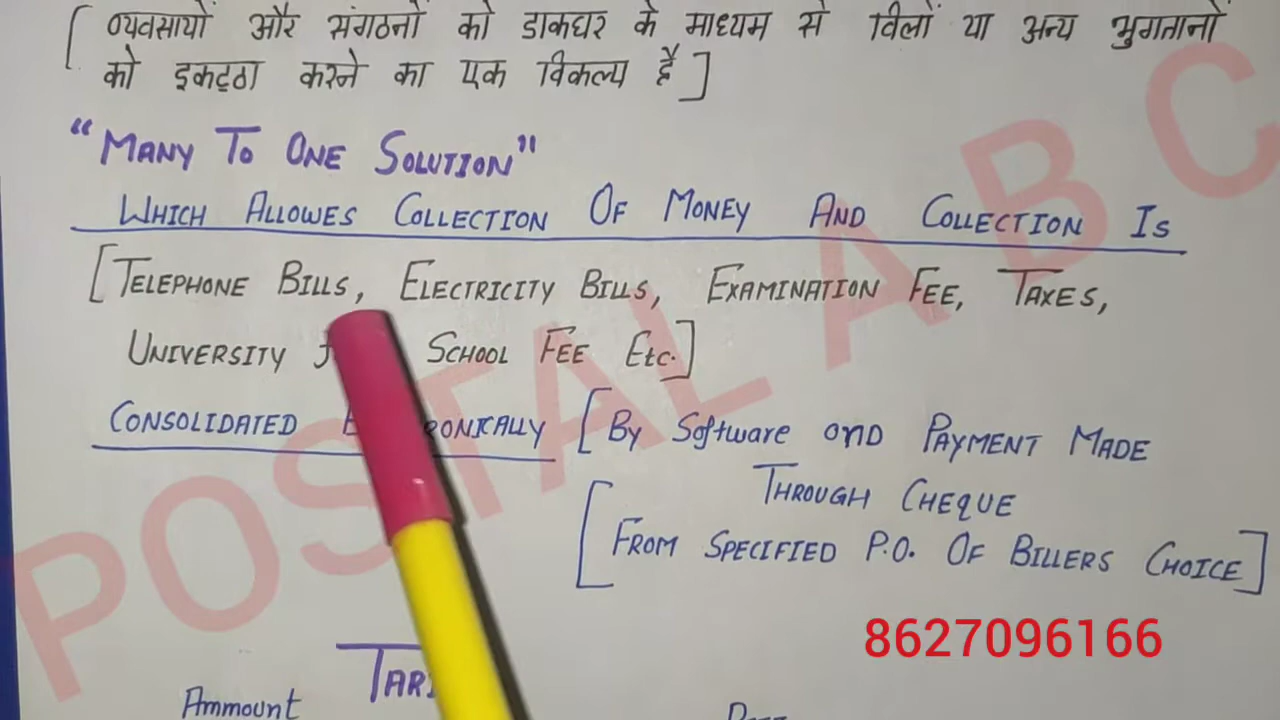 [ व्यवसायों और संगठनों को डाकघर के माध्यम से बिलों या अन्य भुगतानों
को इकट्ठा करने का एक विकल्प है ]
"MANY TO ONE SOLUTION"
WHICH ALLOWES COLLECTION OF MONEY AND COLLECTION IS
[TELEPHONE BILLS, ELECTRICITY BILLS, EXAMINATION FEE, TAXES,
UNIVERSITY SCHOOL FEE Etc.]
CONSOLIDATED [By Software and PAYMENT MADE
THROUGH CHEQUE
[FROM SPECIFIED P.O. OF BILLERS CHOICE]
8627096166
Ammount
POSTAL ABC